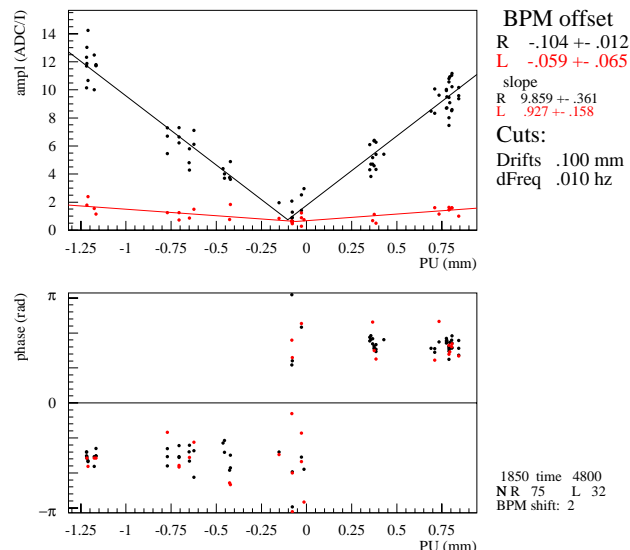 BPM offset
R -.104 +- .012
L -.059 +- .065
slope
R 9.859 +- .361
L .927 +- .158
Cuts:
Drifts .100 mm
dFreq .010 hz
ampl (ADC/I)
14
12
10
8
6
4
2
0
-1.25 -1 -0.75 -0.5 -0.25 0 0.25 0.5 0.75
PU (mm)
phase (rad)
π
0
-π
-1.25 -1 -0.75 -0.5 -0.25 0 0.25 0.5 0.75
PU (mm)
1850 time 4800
N R 75 L 32
BPM shift: 2